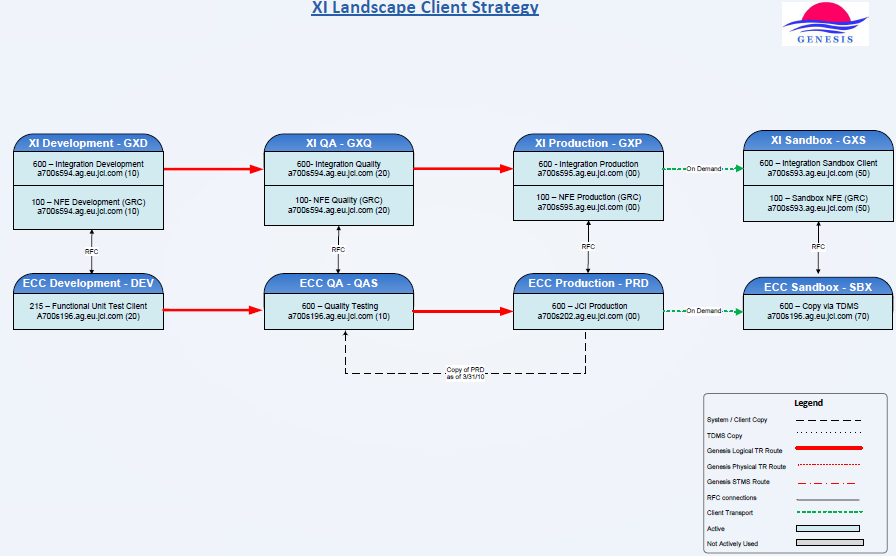 XI Landscape Client Strategy
GENESIS
XI Development - GXD
600 – Integration Development
a700s594.ag.eu.jci.com (10)
100 – NFE Development (GRC)
a700s594.ag.eu.jci.com (10)
XI QA - GXQ
600- Integration Quality
a700s594.ag.eu.jci.com (20)
100- NFE Quality (GRC)
a700s594.ag.eu.jci.com (20)
XI Production - GXP
600 - Integration Production
a700s595.ag.eu.jci.com (00)
100 - NFE Production (GRC)
a700s595.ag.eu.jci.com (00)
On Demand
XI Sandbox - GXS
600 – Integration Sandbox Client
a700s593.ag.eu.jci.com (50)
100 – Sandbox NFE (GRC)
a700s593.ag.eu.jci.com (50)
RFC
RFC
RFC
RFC
ECC Development - DEV
215 – Functional Unit Test Client
A700s196.ag.eu.jci.com (20)
ECC QA - QAS
600 – Quality Testing
a700s196.ag.eu.jci.com (10)
ECC Production - PRD
600 – JCI Production
a700s202.ag.eu.jci.com (00)
On Demand
ECC Sandbox - SBX
600 – Copy via TDMS
a700s196.ag.eu.jci.com (70)
Copy of PRD
as of 3/31/10
Legend
System / Client Copy
TDMS Copy
Genesis Logical TR Route
Genesis Physical TR Route
Genesis STMS Route
RFC connections
Client Transport
Active
Not Actively Used